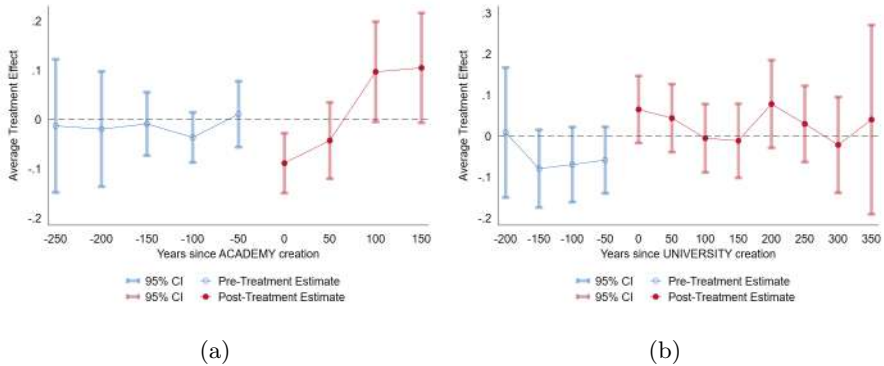 .2
.1
0
-.1
-.2
Average Treatment Effect
-250 -200 -150 -100 -50 0 50 100 150
Years since ACADEMY creation
95% CI Pre-Treatment Estimate
95% CI Post-Treatment Estimate
(a)
.3
.2
.1
0
-.1
-.2
Average Treatment Effect
-200 -150 -100 -50 0 50 100 150 200 250 300 350
Years since UNIVERSITY creation
95% CI Pre-Treatment Estimate
95% CI Post-Treatment Estimate
(b)